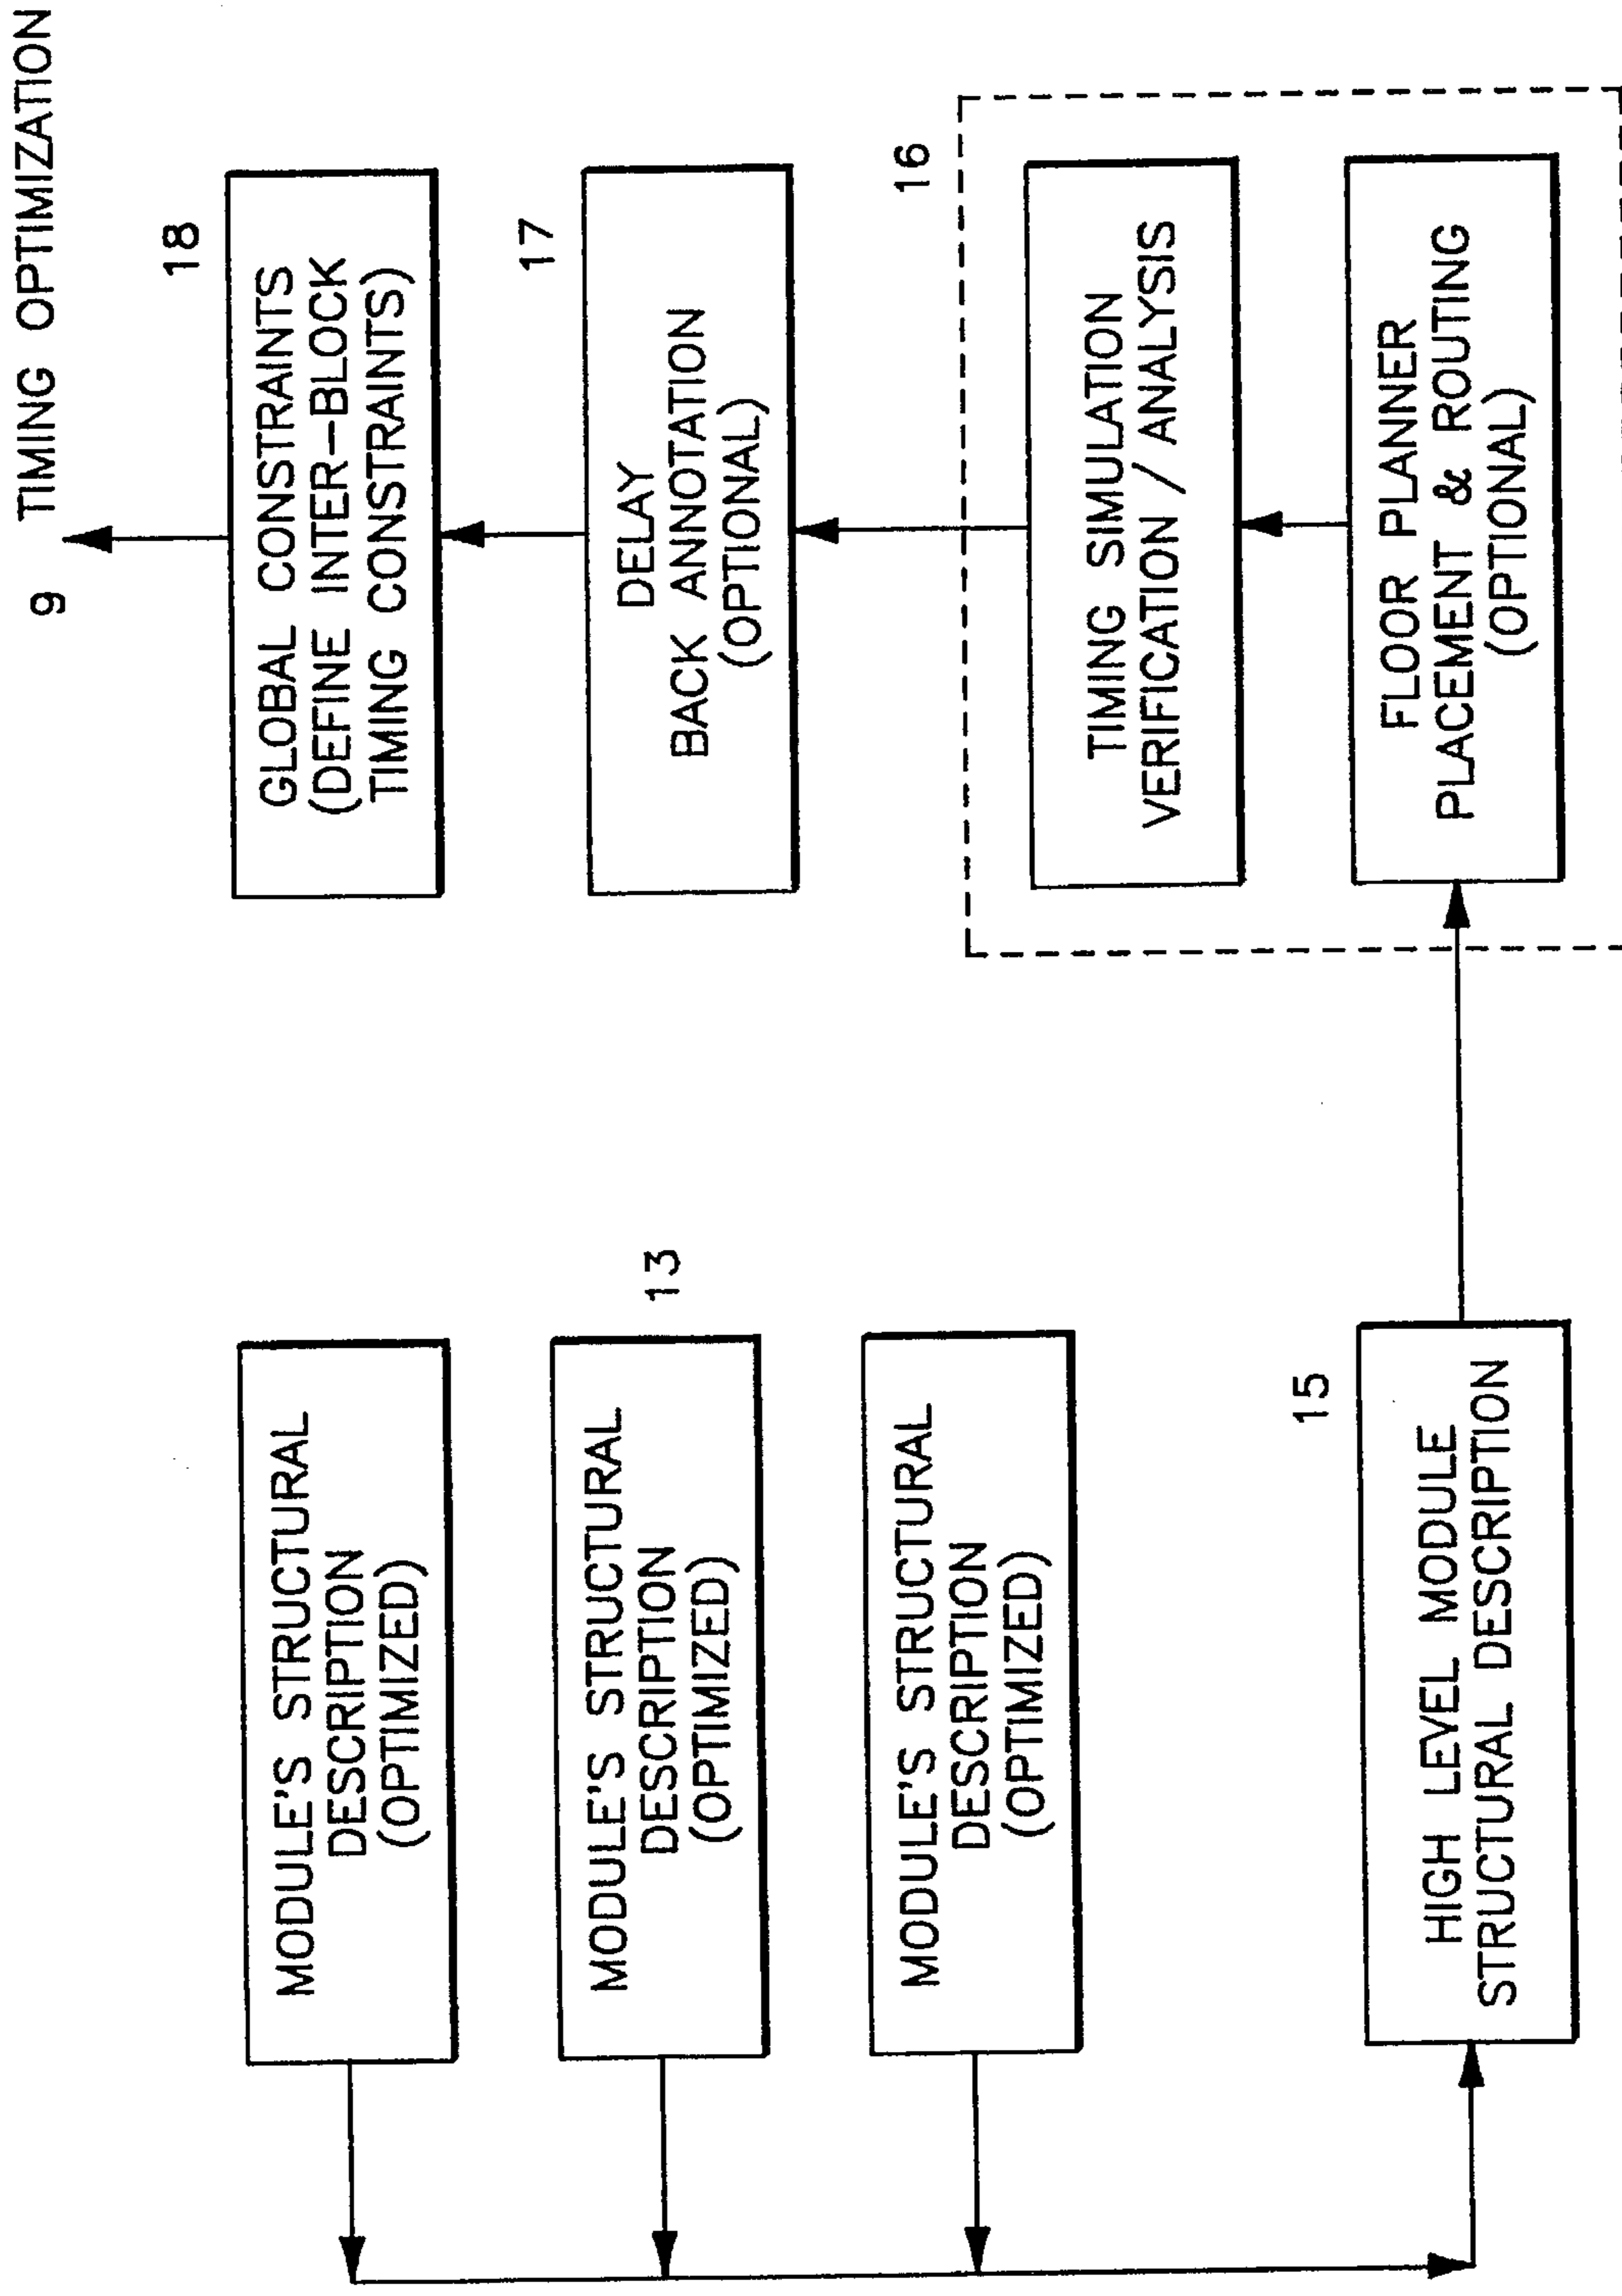 MODULE'S STRUCTURAL
DESCRIPTION
(OPTIMIZED)
MODULE'S STRUCTURAL
DESCRIPTION
(OPTIMIZED)
13
MODULE'S STRUCTURAL
DESCRIPTION
(OPTIMIZED)
15
HIGH LEVEL MODULE
STRUCTURAL DESCRIPTION
9 TIMING OPTIMIZATION
18
GLOBAL CONSTRAINTS
(DEFINE INTER-BLOCK
TIMING CONSTRAINTS)
17
DELAY
BACK ANNOTATION
(OPTIONAL)
16
TIMING SIMULATION
VERIFICATION / ANALYSIS
FLOOR PLANNER
PLACEMENT & ROUTING
(OPTIONAL)